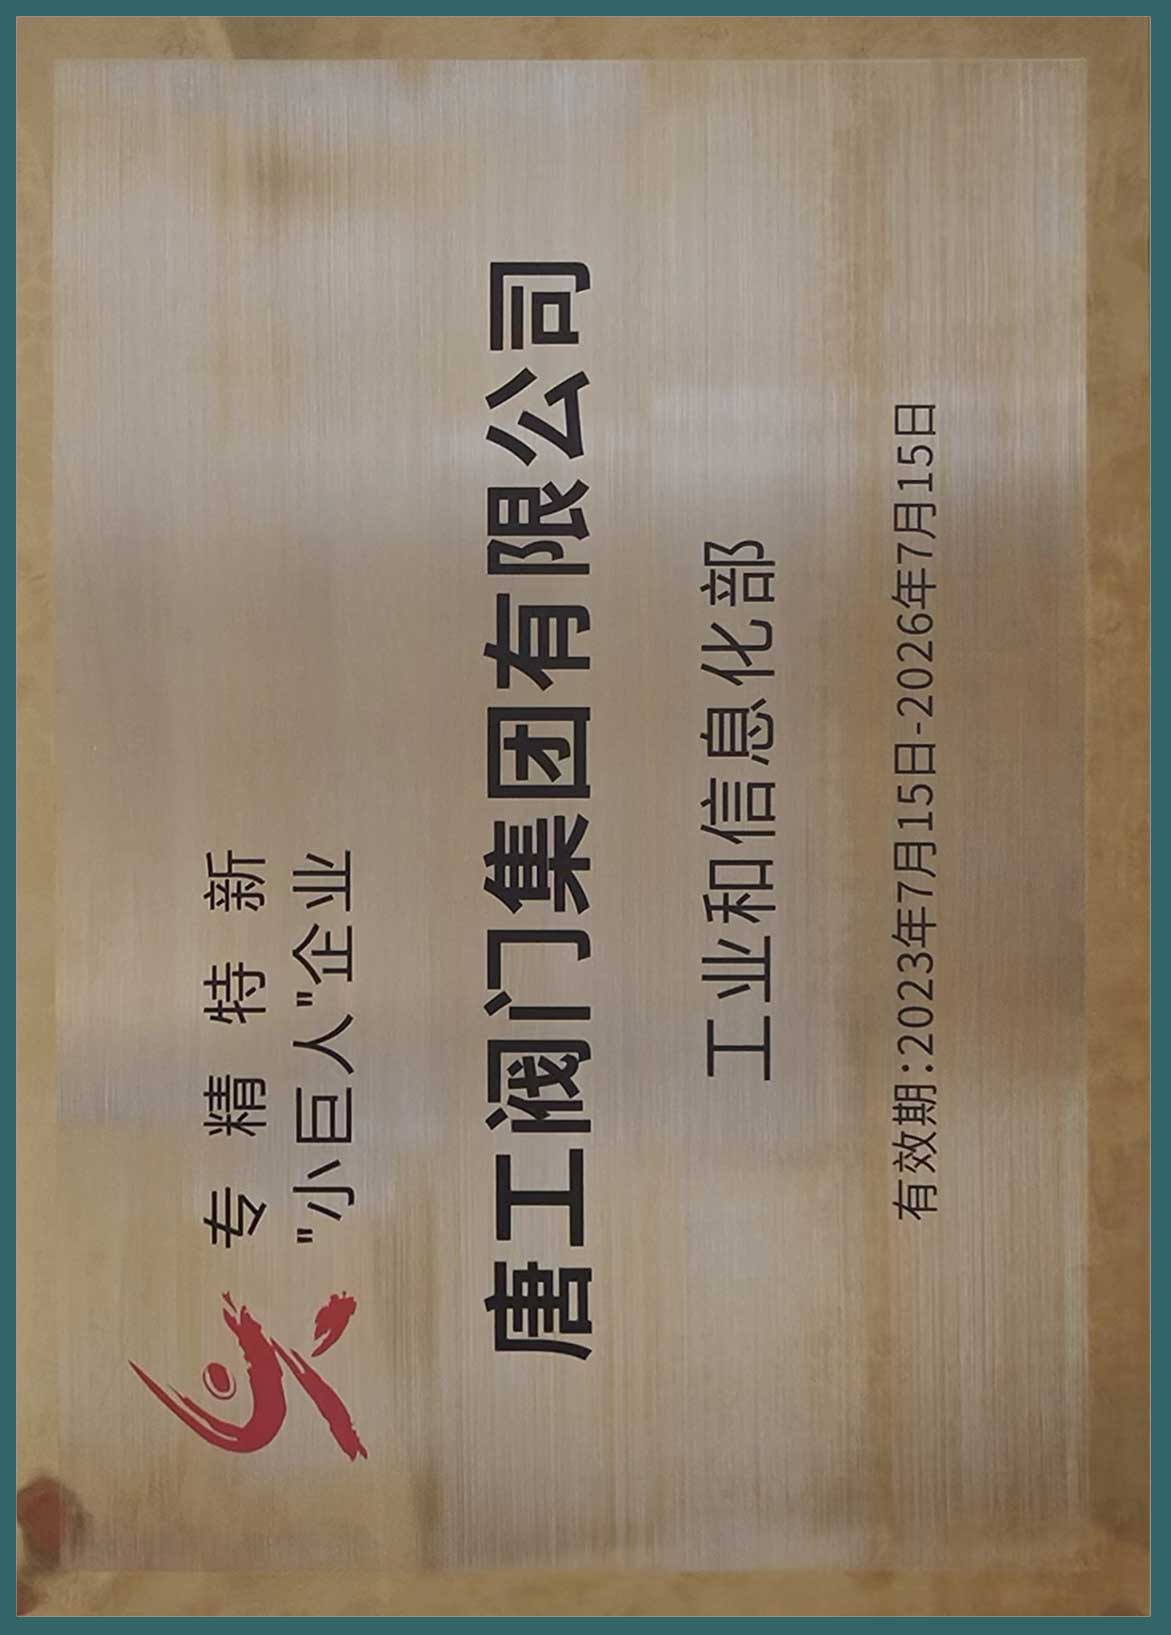 专精特新
"小巨人"企业
唐工阀门集团有限公司
工业和信息化部
有效期:2023年7月15日-2026年7月15日